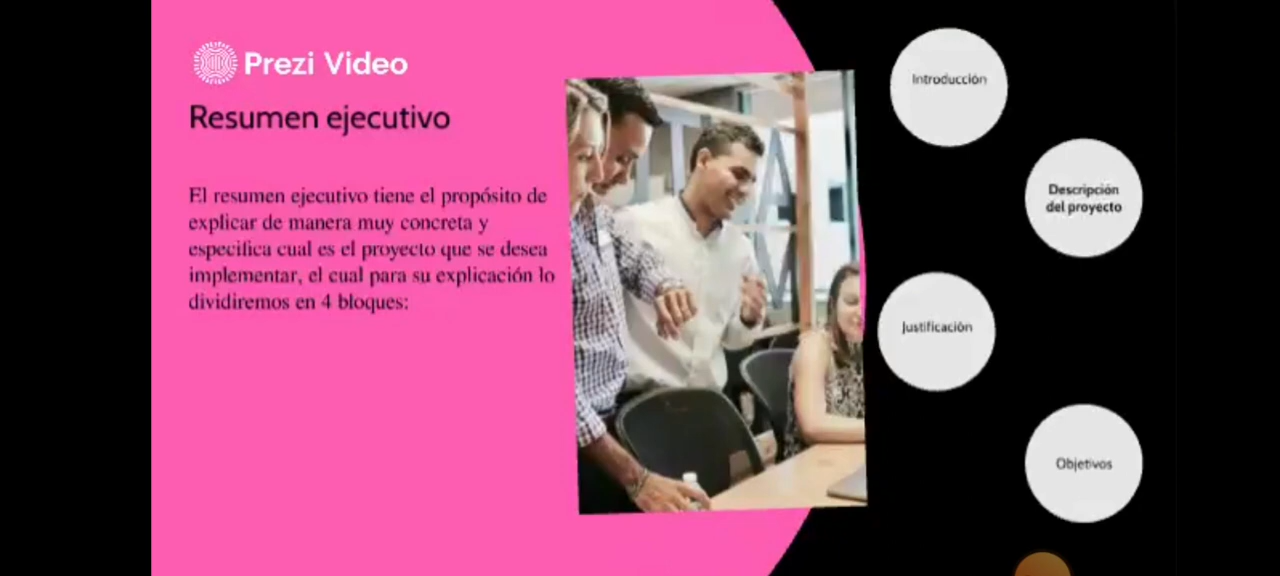 Prezi Video
Resumen ejecutivo
El resumen ejecutivo tiene el propósito de
explicar de manera muy concreta y
especifica cual es el proyecto que se desea
implementar, el cual para su explicación lo
dividiremos en 4 bloques:
Introducción
Descripción
del proyecto
Justificación
Objetivos